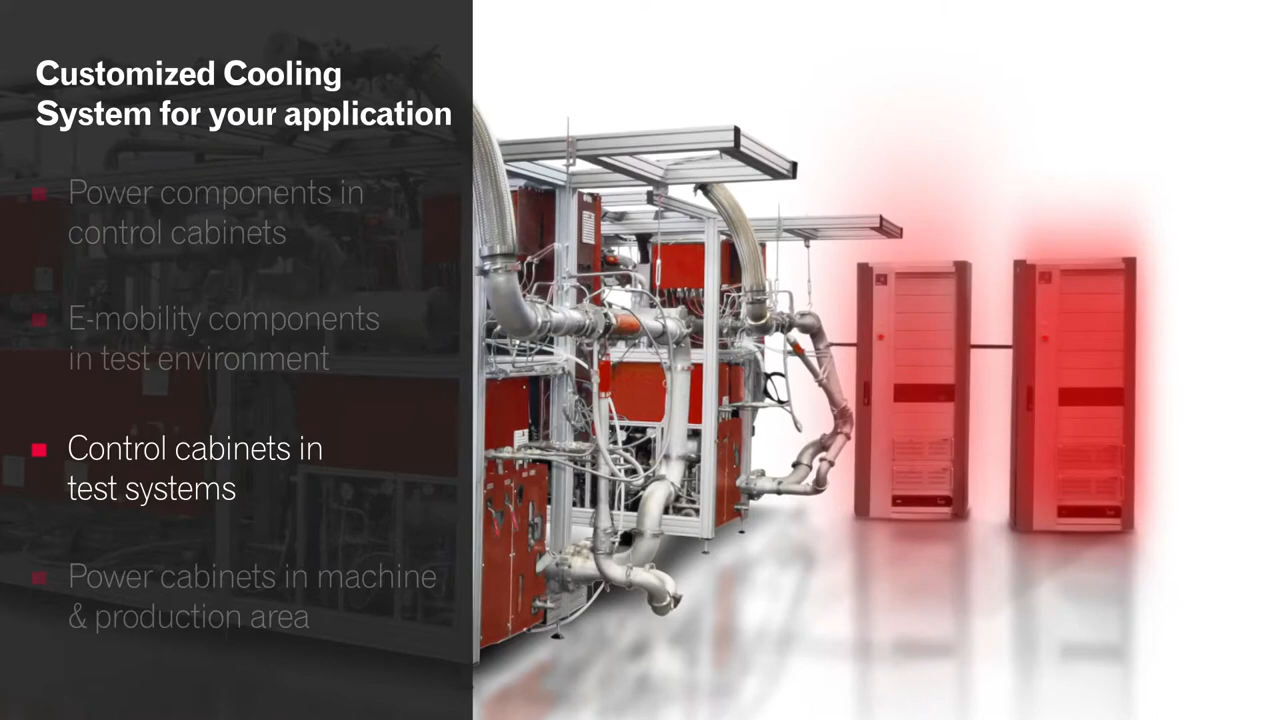 Customized Cooling
System for your application
Power components in
control cabinets
E-mobility components
in test environment
Control cabinets in
test systems
Power cabinets in machine
& production area